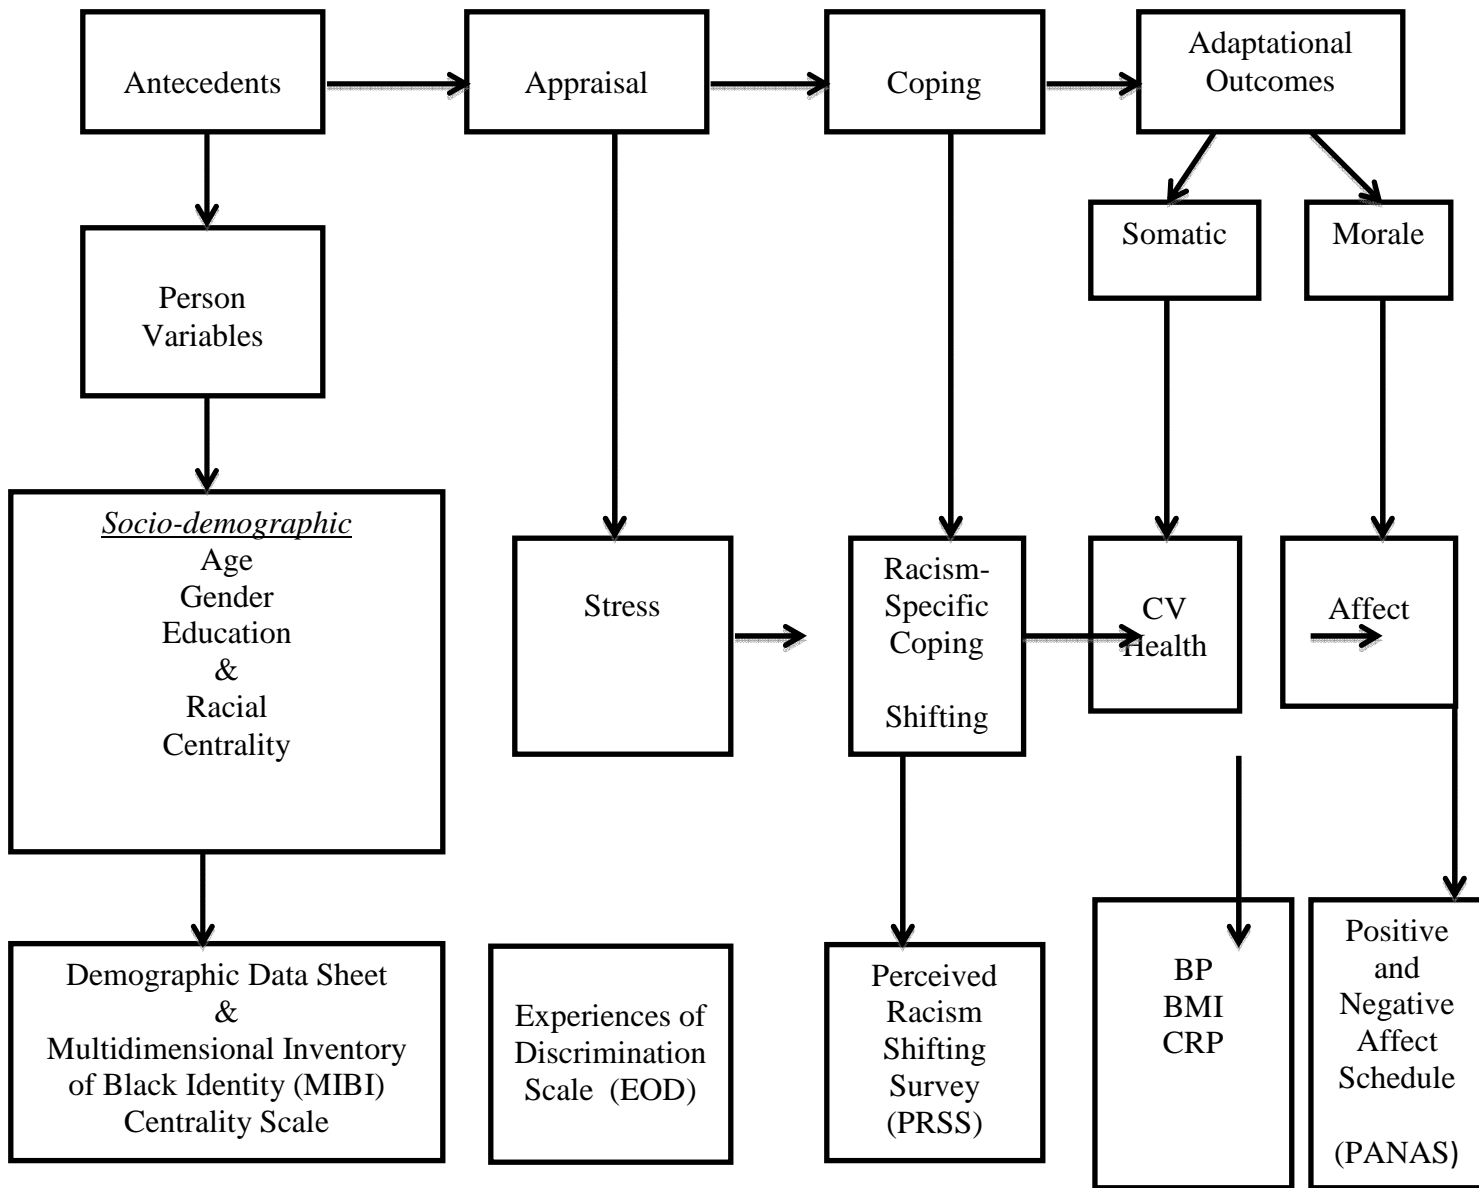 Antecedents
Appraisal
Coping
Adaptational
Outcomes
Somatic
Morale
Person
Variables
Socio-demographic
Age
Gender
Education
&
Racial
Centrality
Stress
Racism-
Specific
Coping
Shifting
CV
Health
Affect
Demographic Data Sheet
&
Multidimensional Inventory
of Black Identity (MIBI)
Centrality Scale
Experiences of
Discrimination
Scale (EOD)
Perceived
Racism
Shifting
Survey
(PRSS)
BP
BMI
CRP
Positive
and
Negative
Affect
Schedule
(PANAS)